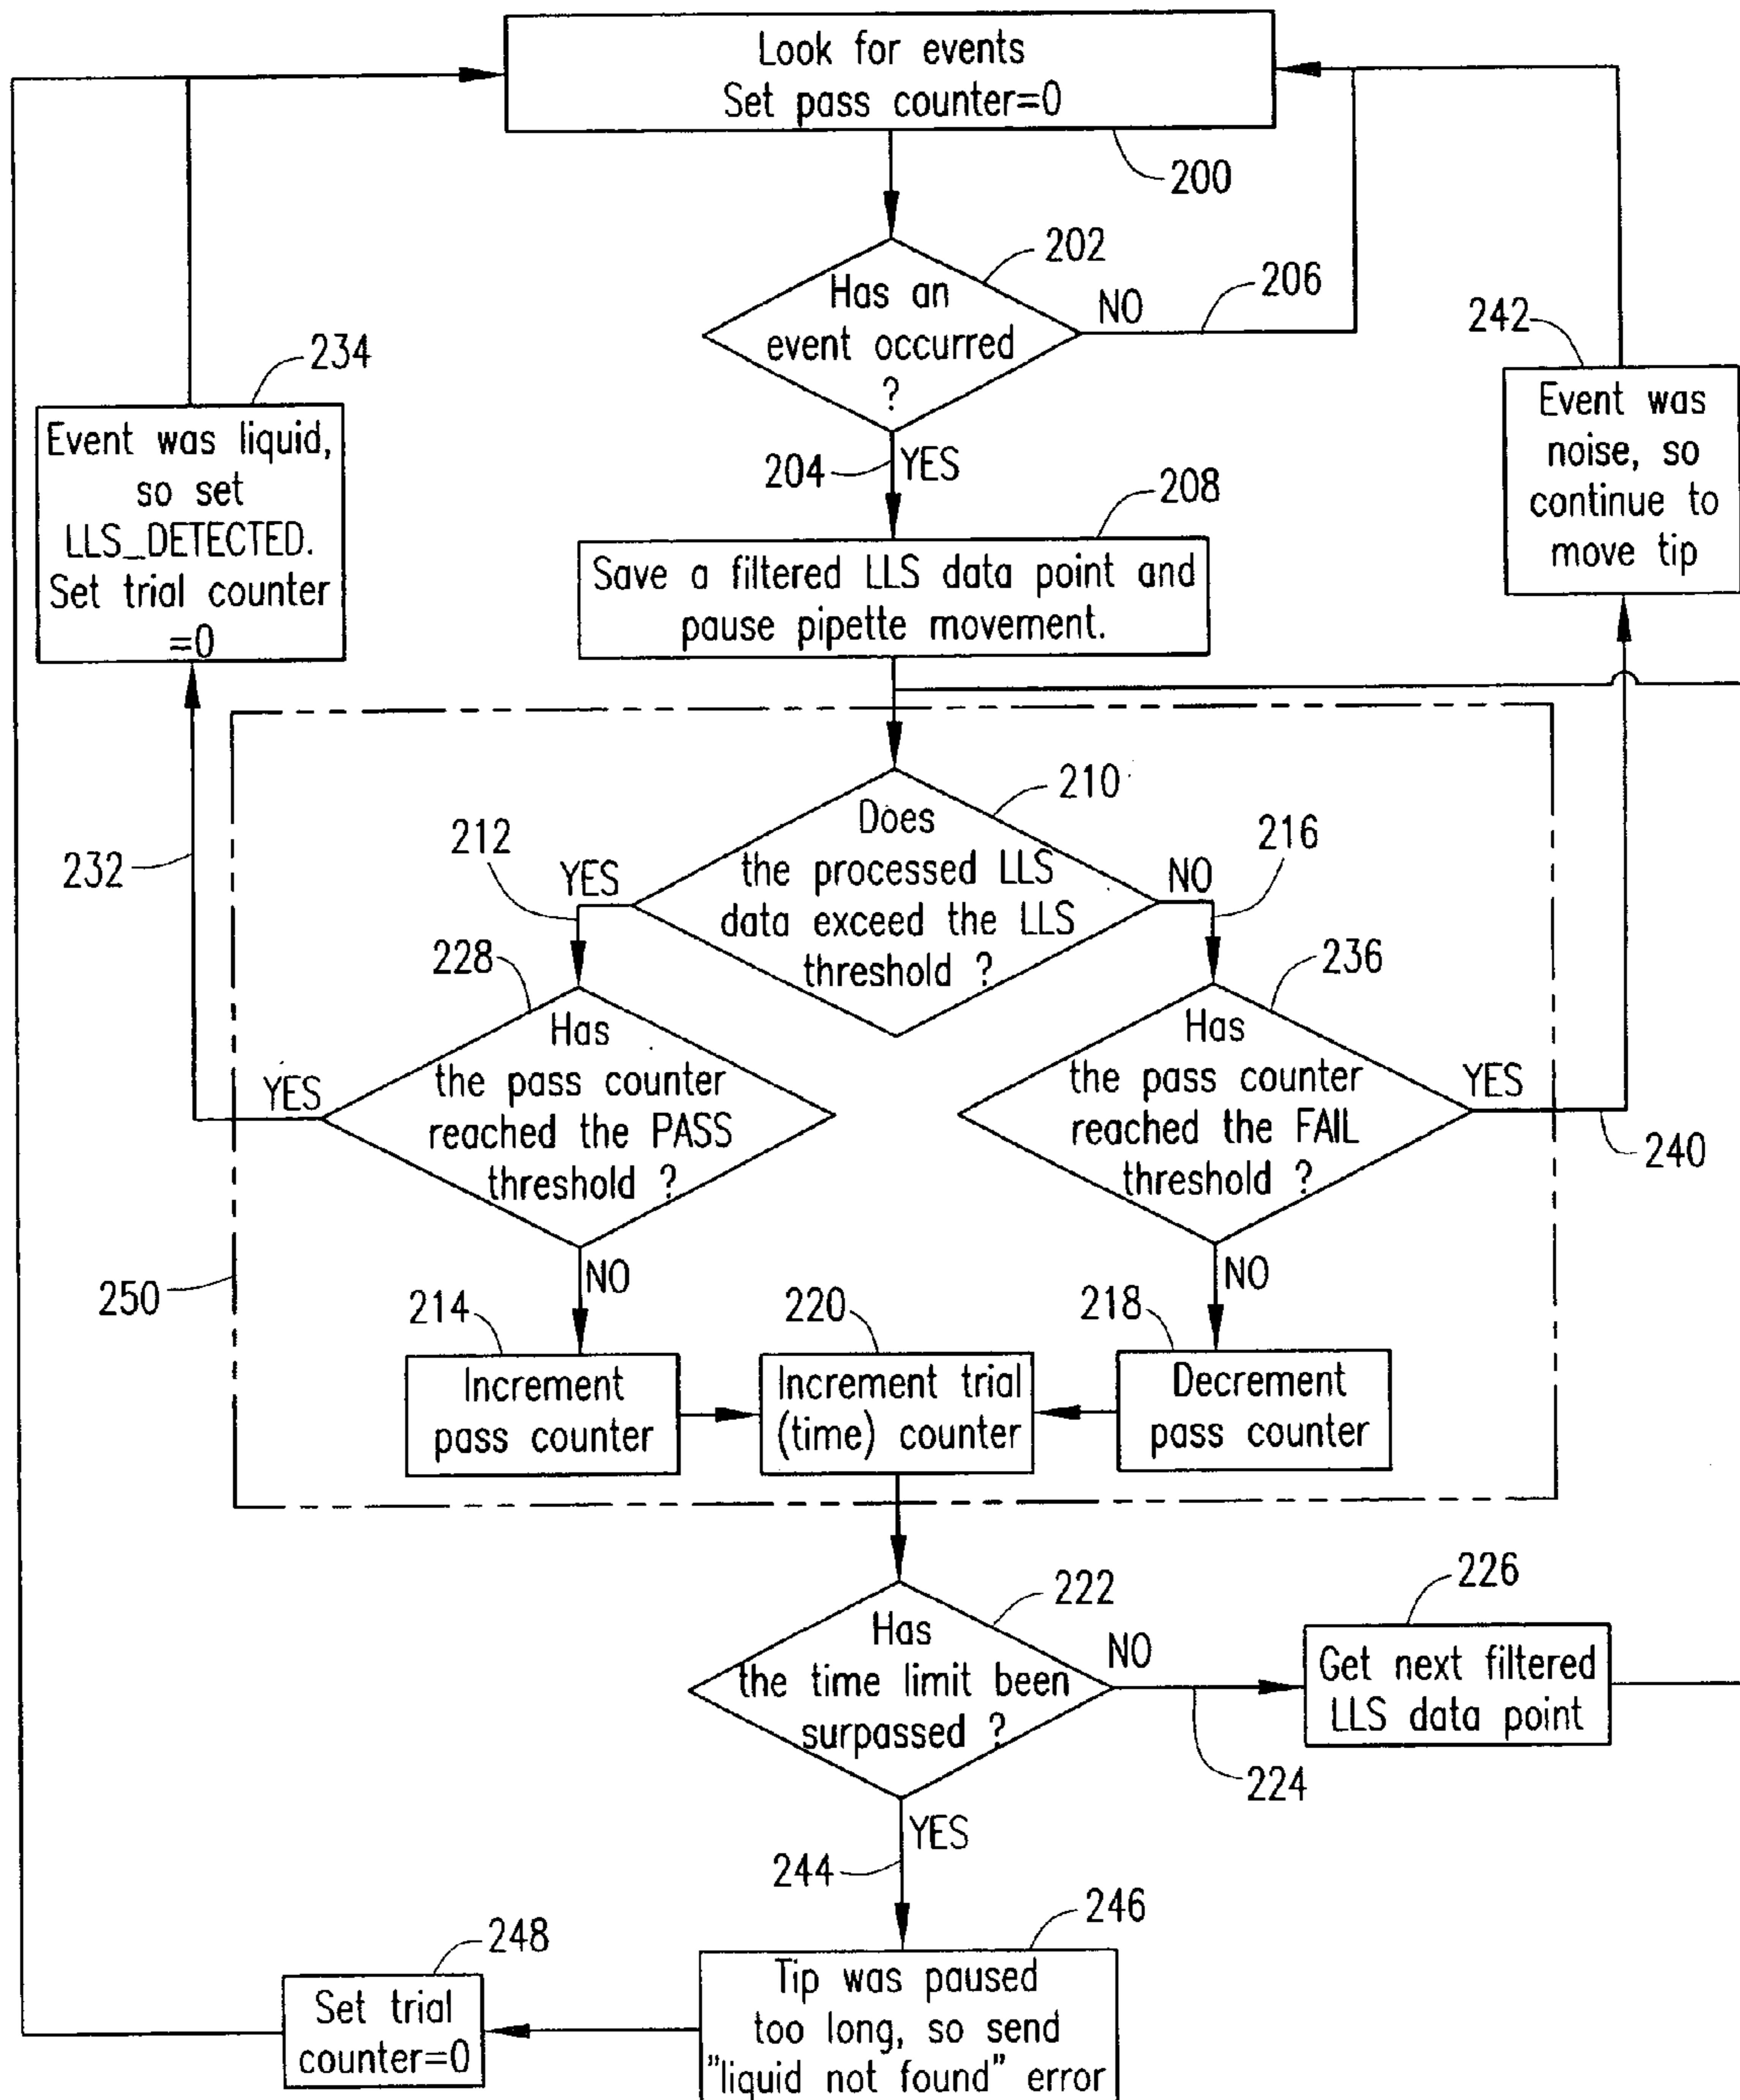 Look for events
Set pass counter=0
200
202
Has an
event occurred
?
NO
206
204
YES
234
Event was liquid,
so set
LLS_DETECTED.
Set trial counter
=0
242
Event was
noise, so
continue to
move tip
208
Save a filtered LLS data point and
pause pipette movement.
210
Does
the processed LLS
data exceed the LLS
threshold ?
212
YES
NO
216
232
228
Has
the pass counter
reached the PASS
threshold ?
YES
NO
236
Has
the pass counter
reached the FAIL
threshold ?
YES
240
NO
250
214
Increment
pass counter
220
Increment trial
(time) counter
218
Decrement
pass counter
222
Has
the time limit been
surpassed ?
NO
224
226
Get next filtered
LLS data point
YES
244
246
Tip was paused
too long, so send
"liquid not found" error
248
Set trial
counter=0